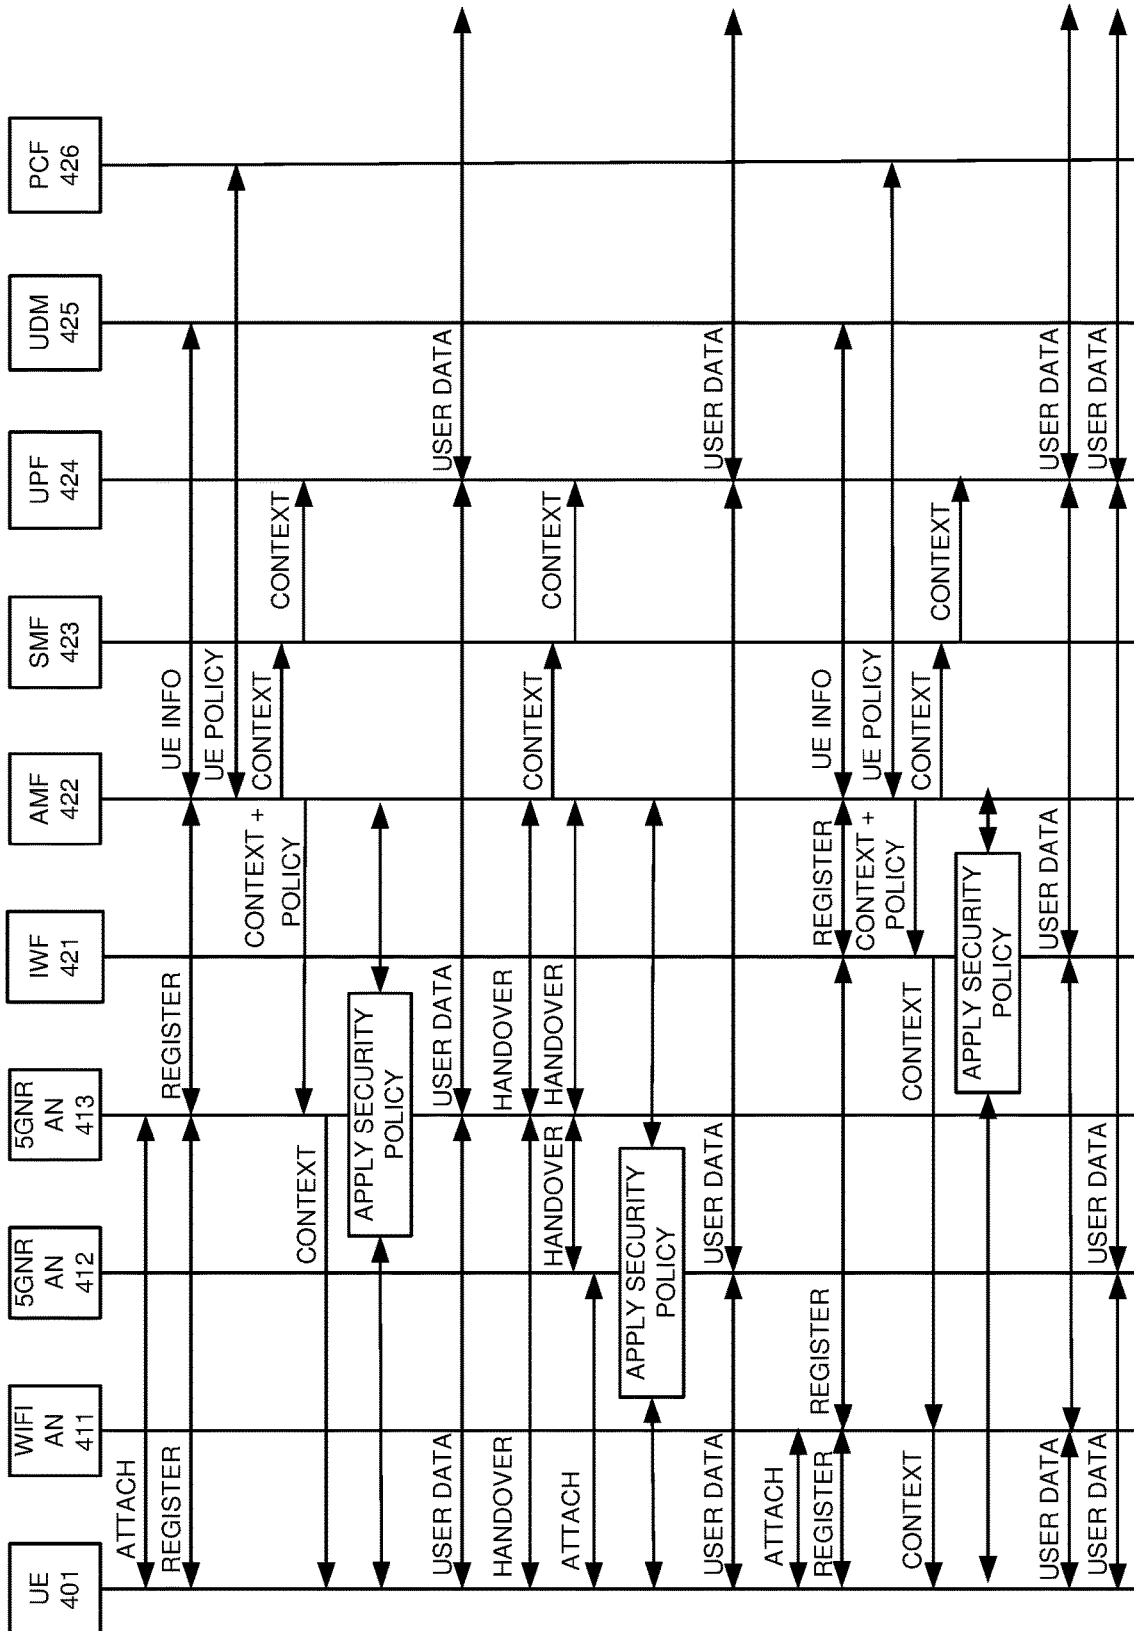 UE
401
WIFI
AN
411
5GNR
AN
412
5GNR
AN
413
IWF
421
AMF
422
SMF
423
UPF
424
UDM
425
PCF
426
ATTACH
REGISTER
REGISTER
UE INFO
UE POLICY
CONTEXT
CONTEXT +
POLICY
CONTEXT
CONTEXT
APPLY SECURITY
POLICY
USER DATA
USER DATA
USER DATA
HANDOVER
HANDOVER
HANDOVER
HANDOVER
CONTEXT
CONTEXT
ATTACH
APPLY SECURITY
POLICY
USER DATA
USER DATA
USER DATA
ATTACH
REGISTER
REGISTER
REGISTER
UE INFO
UE POLICY
CONTEXT +
POLICY
CONTEXT
CONTEXT
CONTEXT
CONTEXT
APPLY SECURITY
POLICY
USER DATA
USER DATA
USER DATA
USER DATA
USER DATA
USER DATA